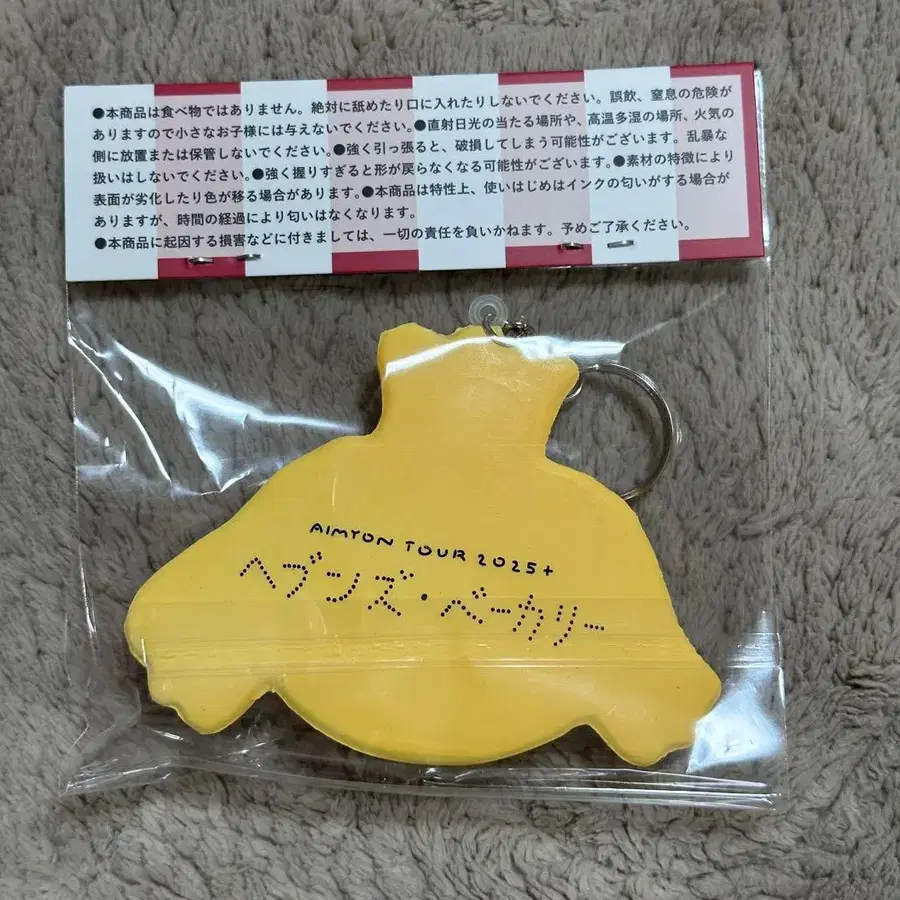 ●本商品は食べ物ではありません。絶対に舐めたり口に入れたりしないでください。誤飲、窒息の危険が
ありますので小さなお子様には与えないでください。●直射日光の当たる場所や、高温多湿の場所、火気の
側に放置または保管しないでください。●強く引っ張ると、破損してしまう可能性がございます。乱暴な
扱いはしないでください。●強く握りすぎると形が戻らなくなる可能性がございます。●素材の特徴により
表面が劣化したり色が移る場合があります。●本商品は特性上、使いはじめはインクの匂いがする場合が
ありますが、時間の経過により匂いはなくなります。
●本商品に起因する損害などに付きましては、一切の責任を負いかねます。予めご了承ください。
AIMYON TOUR 2025+
ヘブンズ・ベーカリー